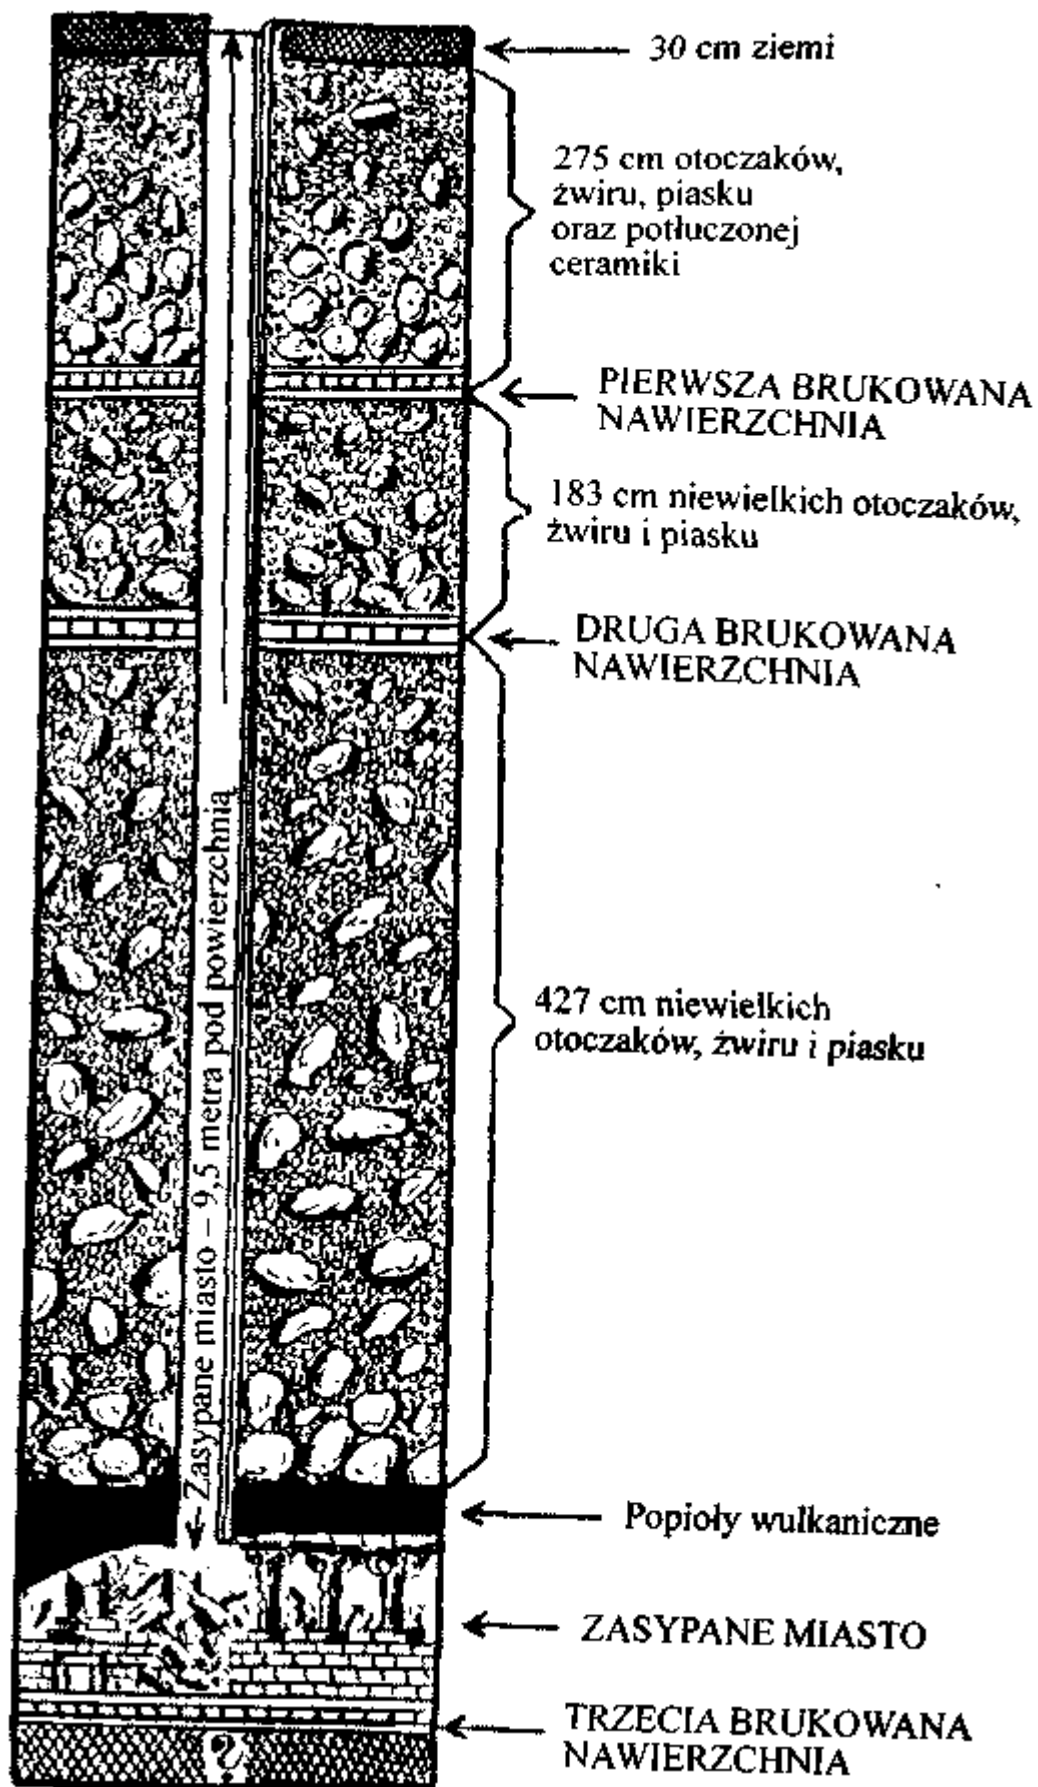 30 cm ziemi
275 cm otoczaków,
żwiru, piasku
oraz potłuczonej
ceramiki
PIERWSZA BRUKOWANA
NAWIERZCHNIA
183 cm niewielkich otoczaków,
żwiru i piasku
DRUGA BRUKOWANA
NAWIERZCHNIA
Zasypane miasto – 9,5 metra pod powierzchnią
427 cm niewielkich
otoczaków, żwiru i piasku
Popioły wulkaniczne
ZASYPANE MIASTO
TRZECIA BRUKOWANA
NAWIERZCHNIA
?